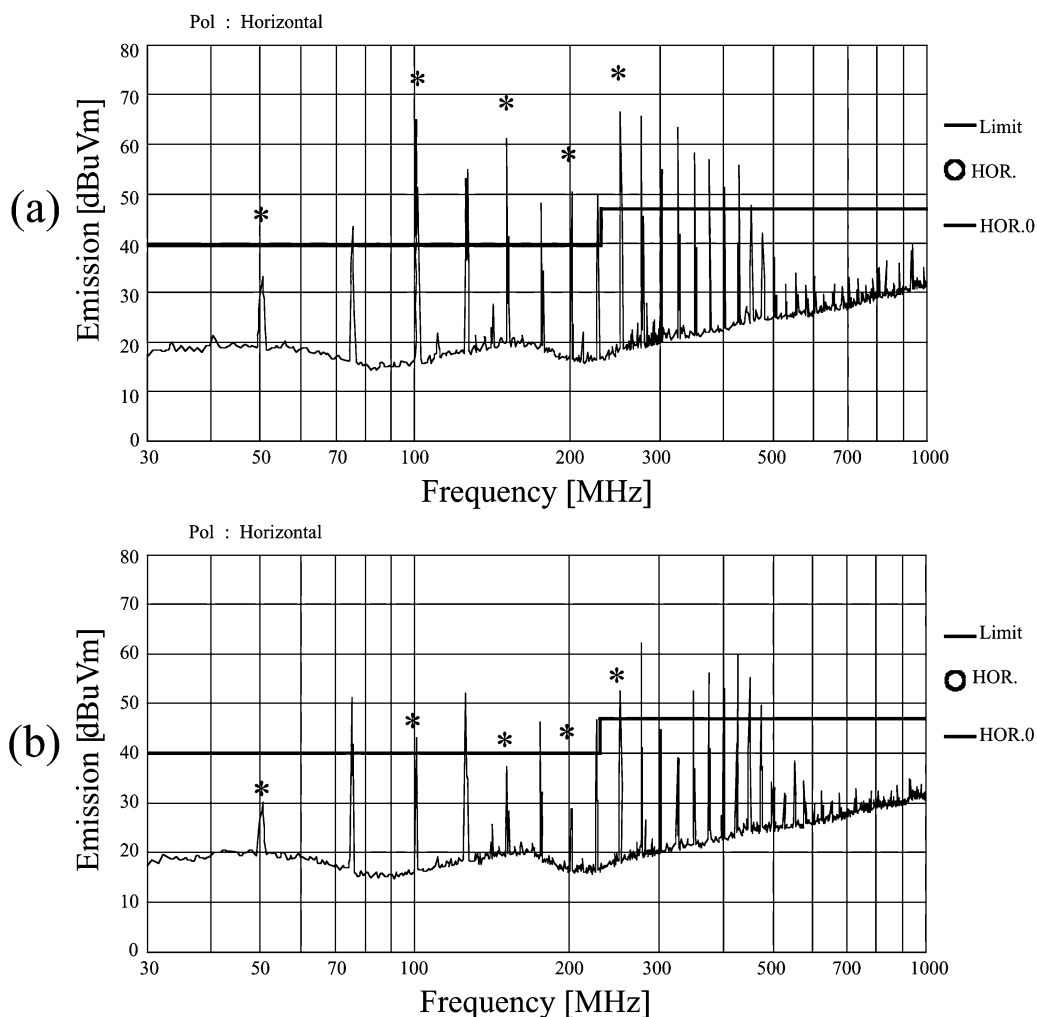 Pol : Horizontal
80
70
60
50
40
30
20
10
0
Emission [dBuVm]
(a)
30 50 70 100 200 300 500 700 1000
Frequency [MHz]
Limit
HOR.
HOR.0
Pol : Horizontal
80
70
60
50
40
30
20
10
0
Emission [dBuVm]
(b)
30 50 70 100 200 300 500 700 1000
Frequency [MHz]
Limit
HOR.
HOR.0